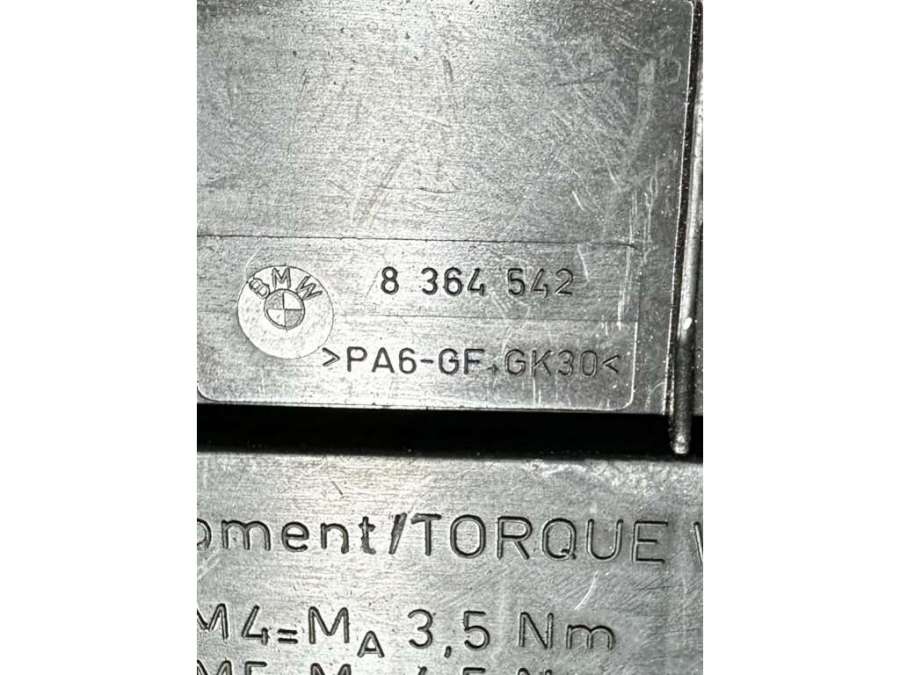 BMW
8 364 542
>PA6-GF+GK30<
oment/TORQUE
M4=MA 3,5 Nm